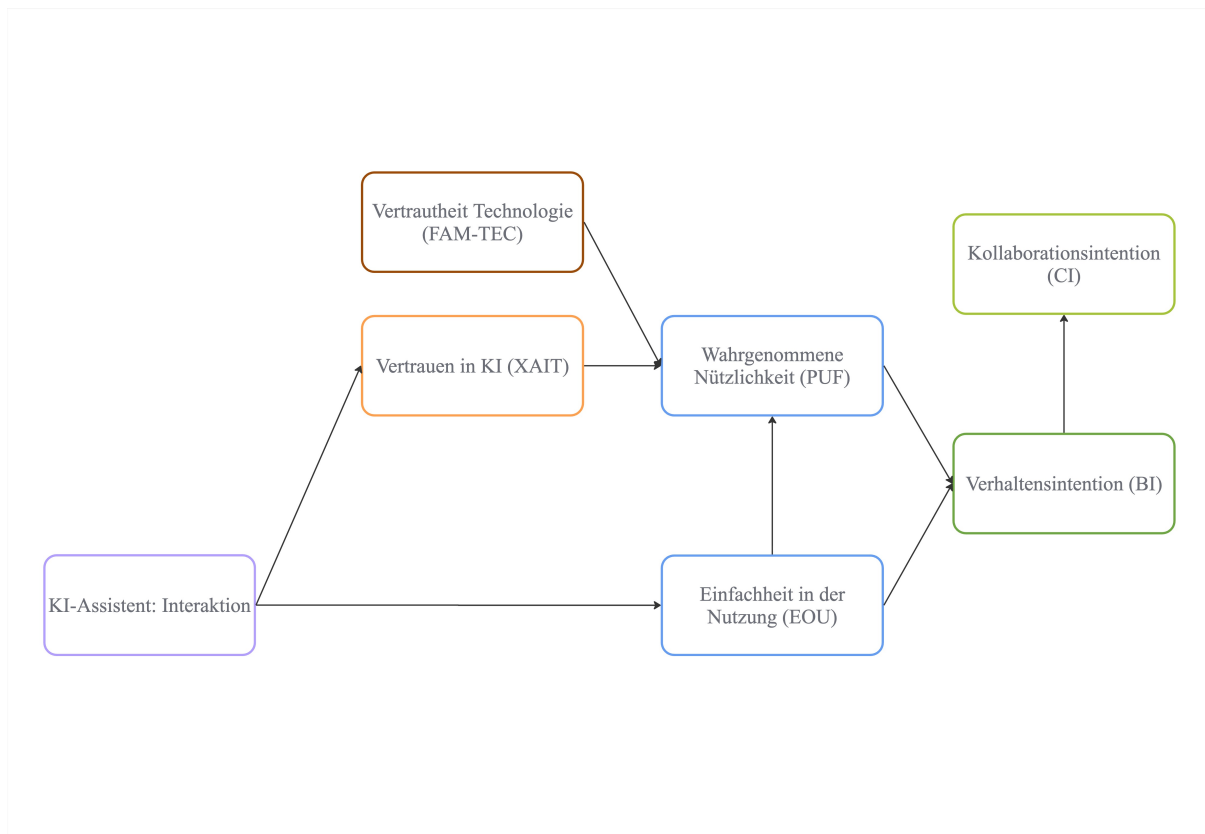 Vertrautheit Technologie
(FAM-TEC)
Kollaborationsintention
(CI)
Vertrauen in KI (XAIT)
Wahrgenommene
Nützlichkeit (PUF)
Verhaltensintention (BI)
KI-Assistent: Interaktion
Einfachheit in der
Nutzung (EOU)